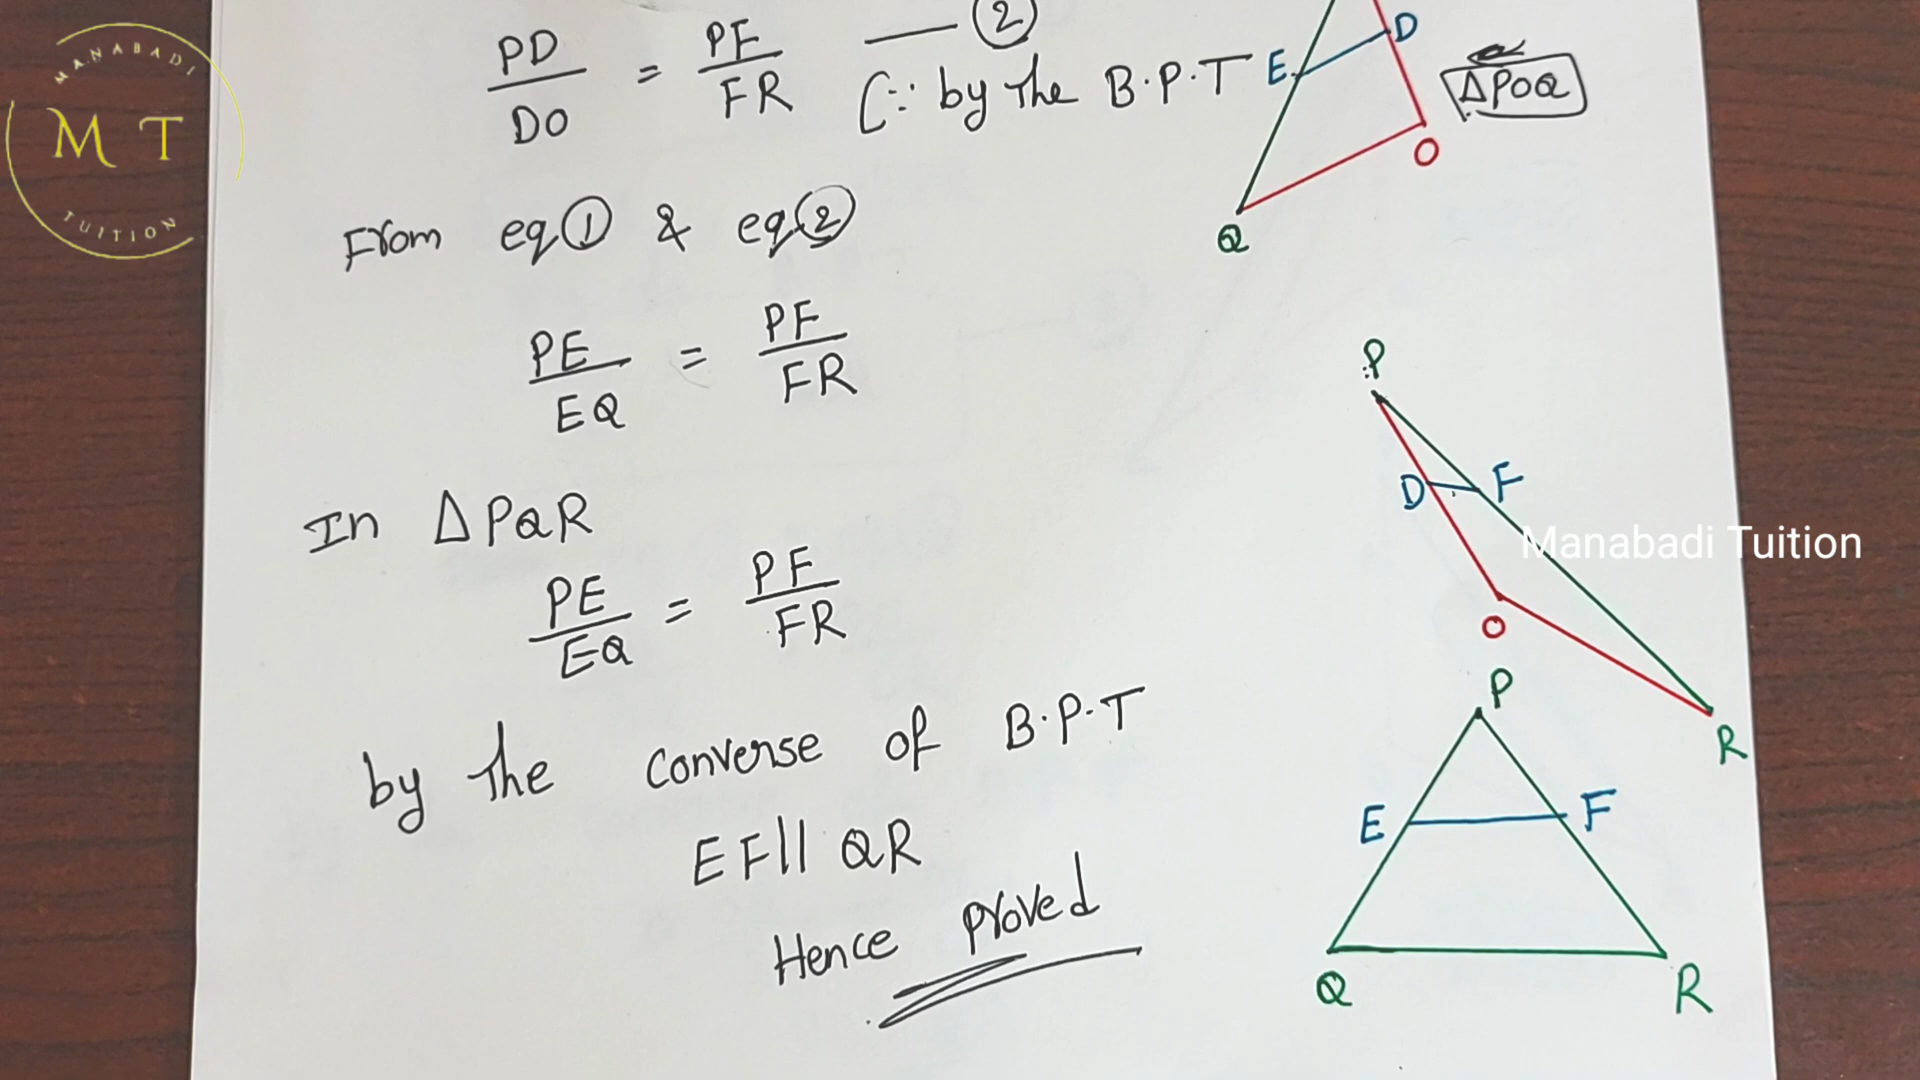 MANABADI
M T
TUITION
PD/DO = PF/FR —— ②
(∵ by the B.P.T
E
D
O
Q
ΔPOQ
From eq① & eq②
PE/EQ = PF/FR
In ΔPQR
PE/EQ = PF/FR
by the converse of B.P.T
EF || QR
Hence proved
P
D
F
O
R
Manabadi Tuition
P
E
F
Q
R